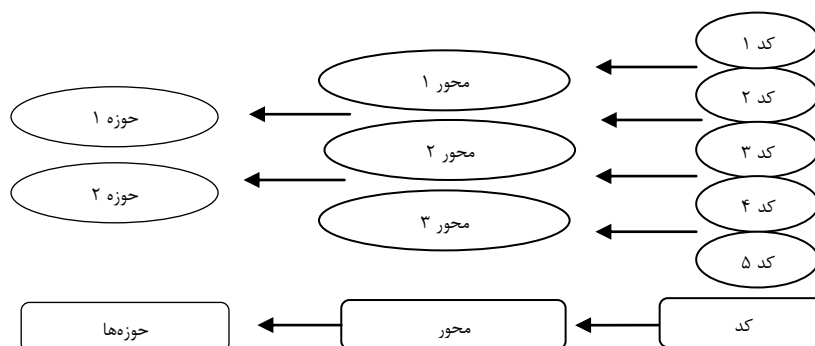 کد ۱
کد ۲
کد ۳
کد ۴
کد ۵
محور ۱
محور ۲
محور ۳
حوزه ۱
حوزه ۲
کد
محور
حوزه‌ها